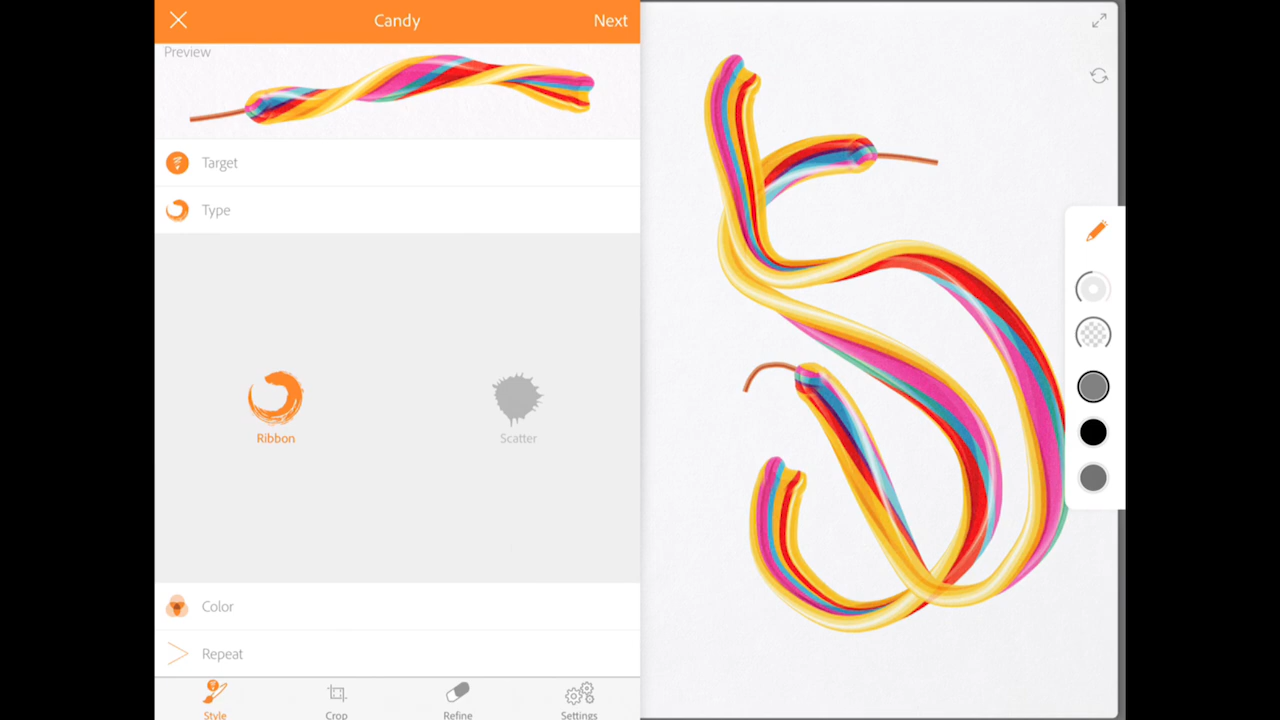 Candy
Next
Preview
Target
Type
Ribbon
Scatter
Color
Repeat
Style
Crop
Refine
Settings